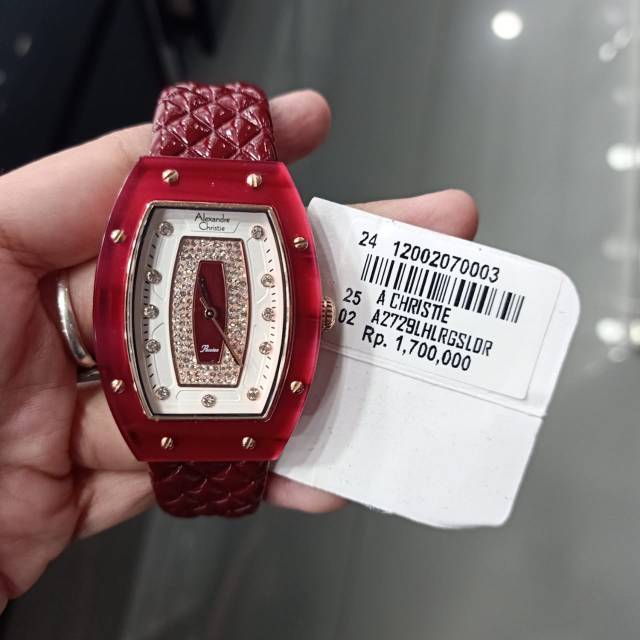 Alexandre
Christie
Passion
24 12002070003
25 A CHRISTIE
02 A2729LHLRGSLDR
Rp. 1,700,000